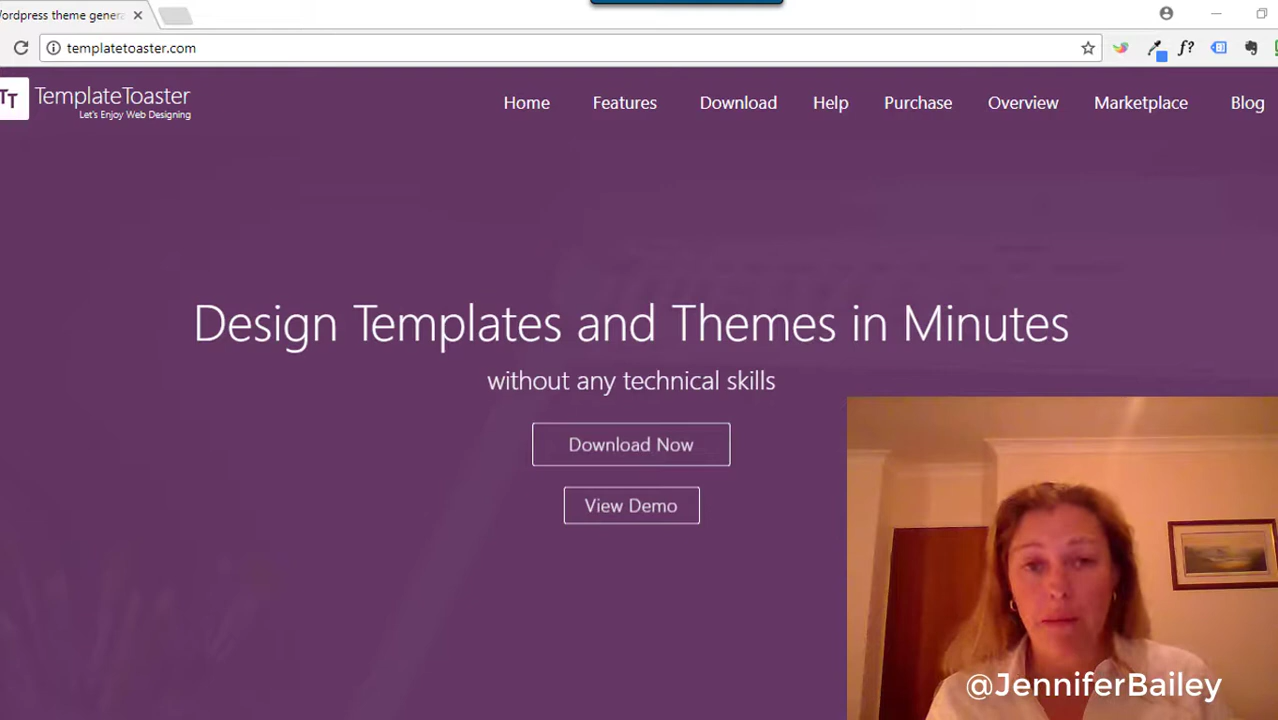 Wordpress theme gener
templatetoaster.com
TT
TemplateToaster
Let's Enjoy Web Designing
Home Features Download Help Purchase Overview Marketplace Blog
Design Templates and Themes in Minutes
without any technical skills
Download Now
View Demo
@JenniferBailey